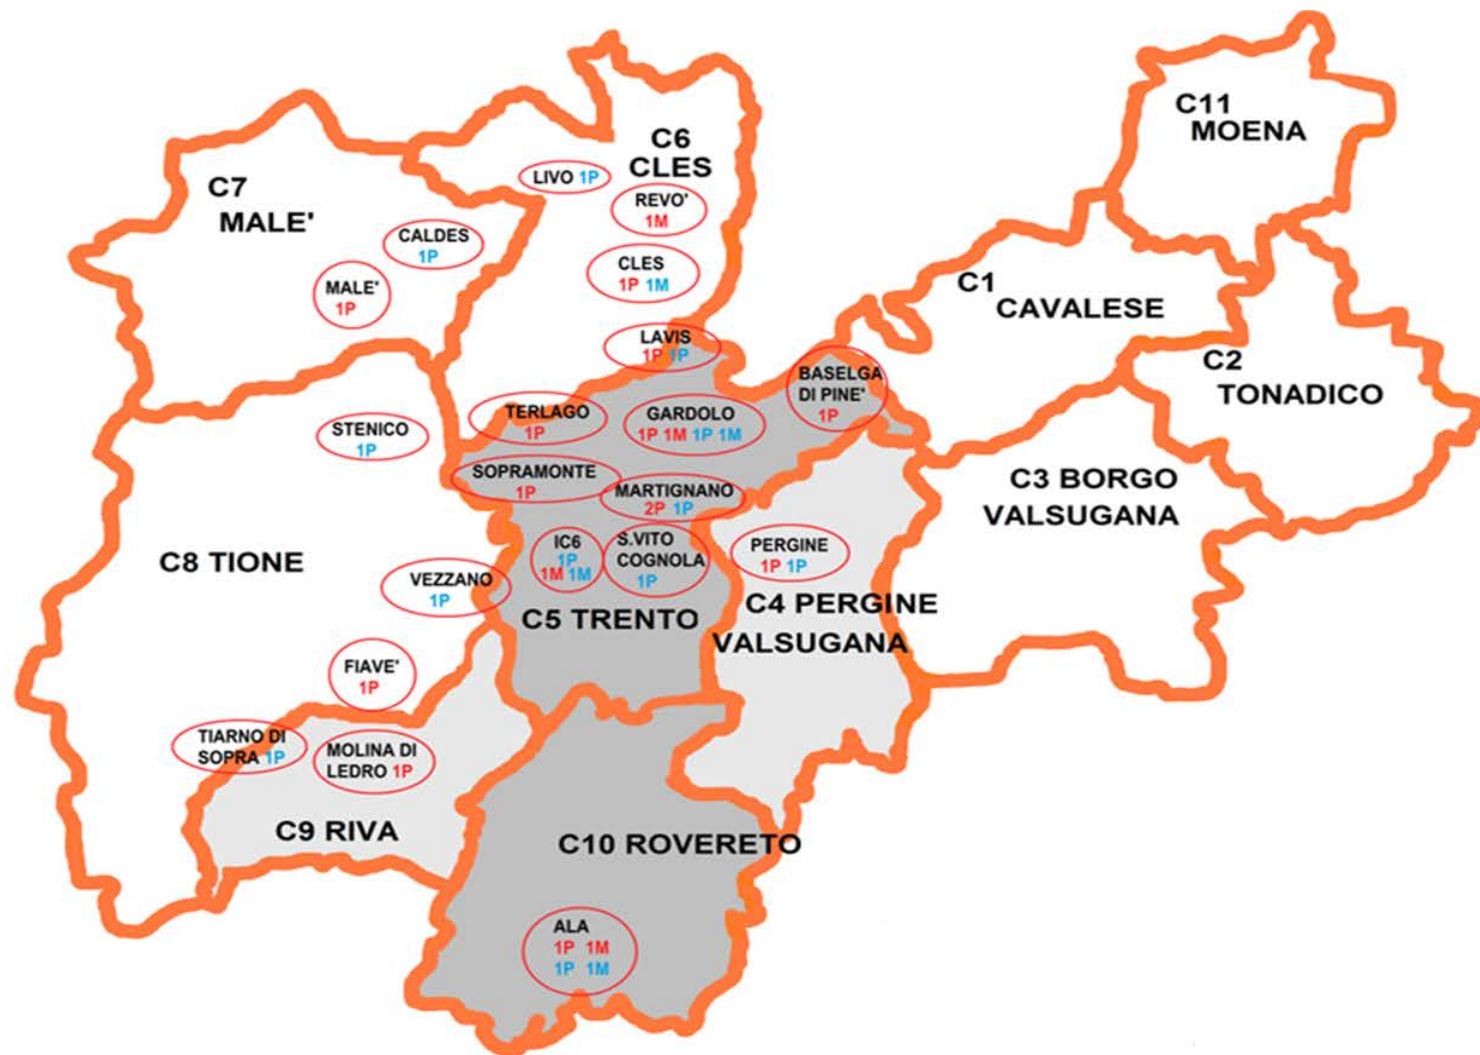 C11
MOENA
C6
CLES
LIVO 1P
REVO'
1M
C7
MALE'
CALDES
1P
CLES
1P 1M
MALE'
1P
C1
CAVALESE
LAVIS
1P 1P
C2
TONADICO
BASELGA
DI PINE'
1P
TERLAGO
1P
GARDOLO
1P 1M 1P 1M
STENICO
1P
SOPRAMONTE
1P
MARTIGNANO
2P 1P
C3 BORGO
VALSUGANA
IC6
1P
1M 1M
S.VITO
COGNOLA
1P
PERGINE
1P 1P
C8 TIONE
VEZZANO
1P
C5 TRENTO
C4 PERGINE
VALSUGANA
FIAVE'
1P
TIARNO DI
SOPRA 1P
MOLINA DI
LEDRO 1P
C9 RIVA
C10 ROVERETO
ALA
1P 1M
1P 1M